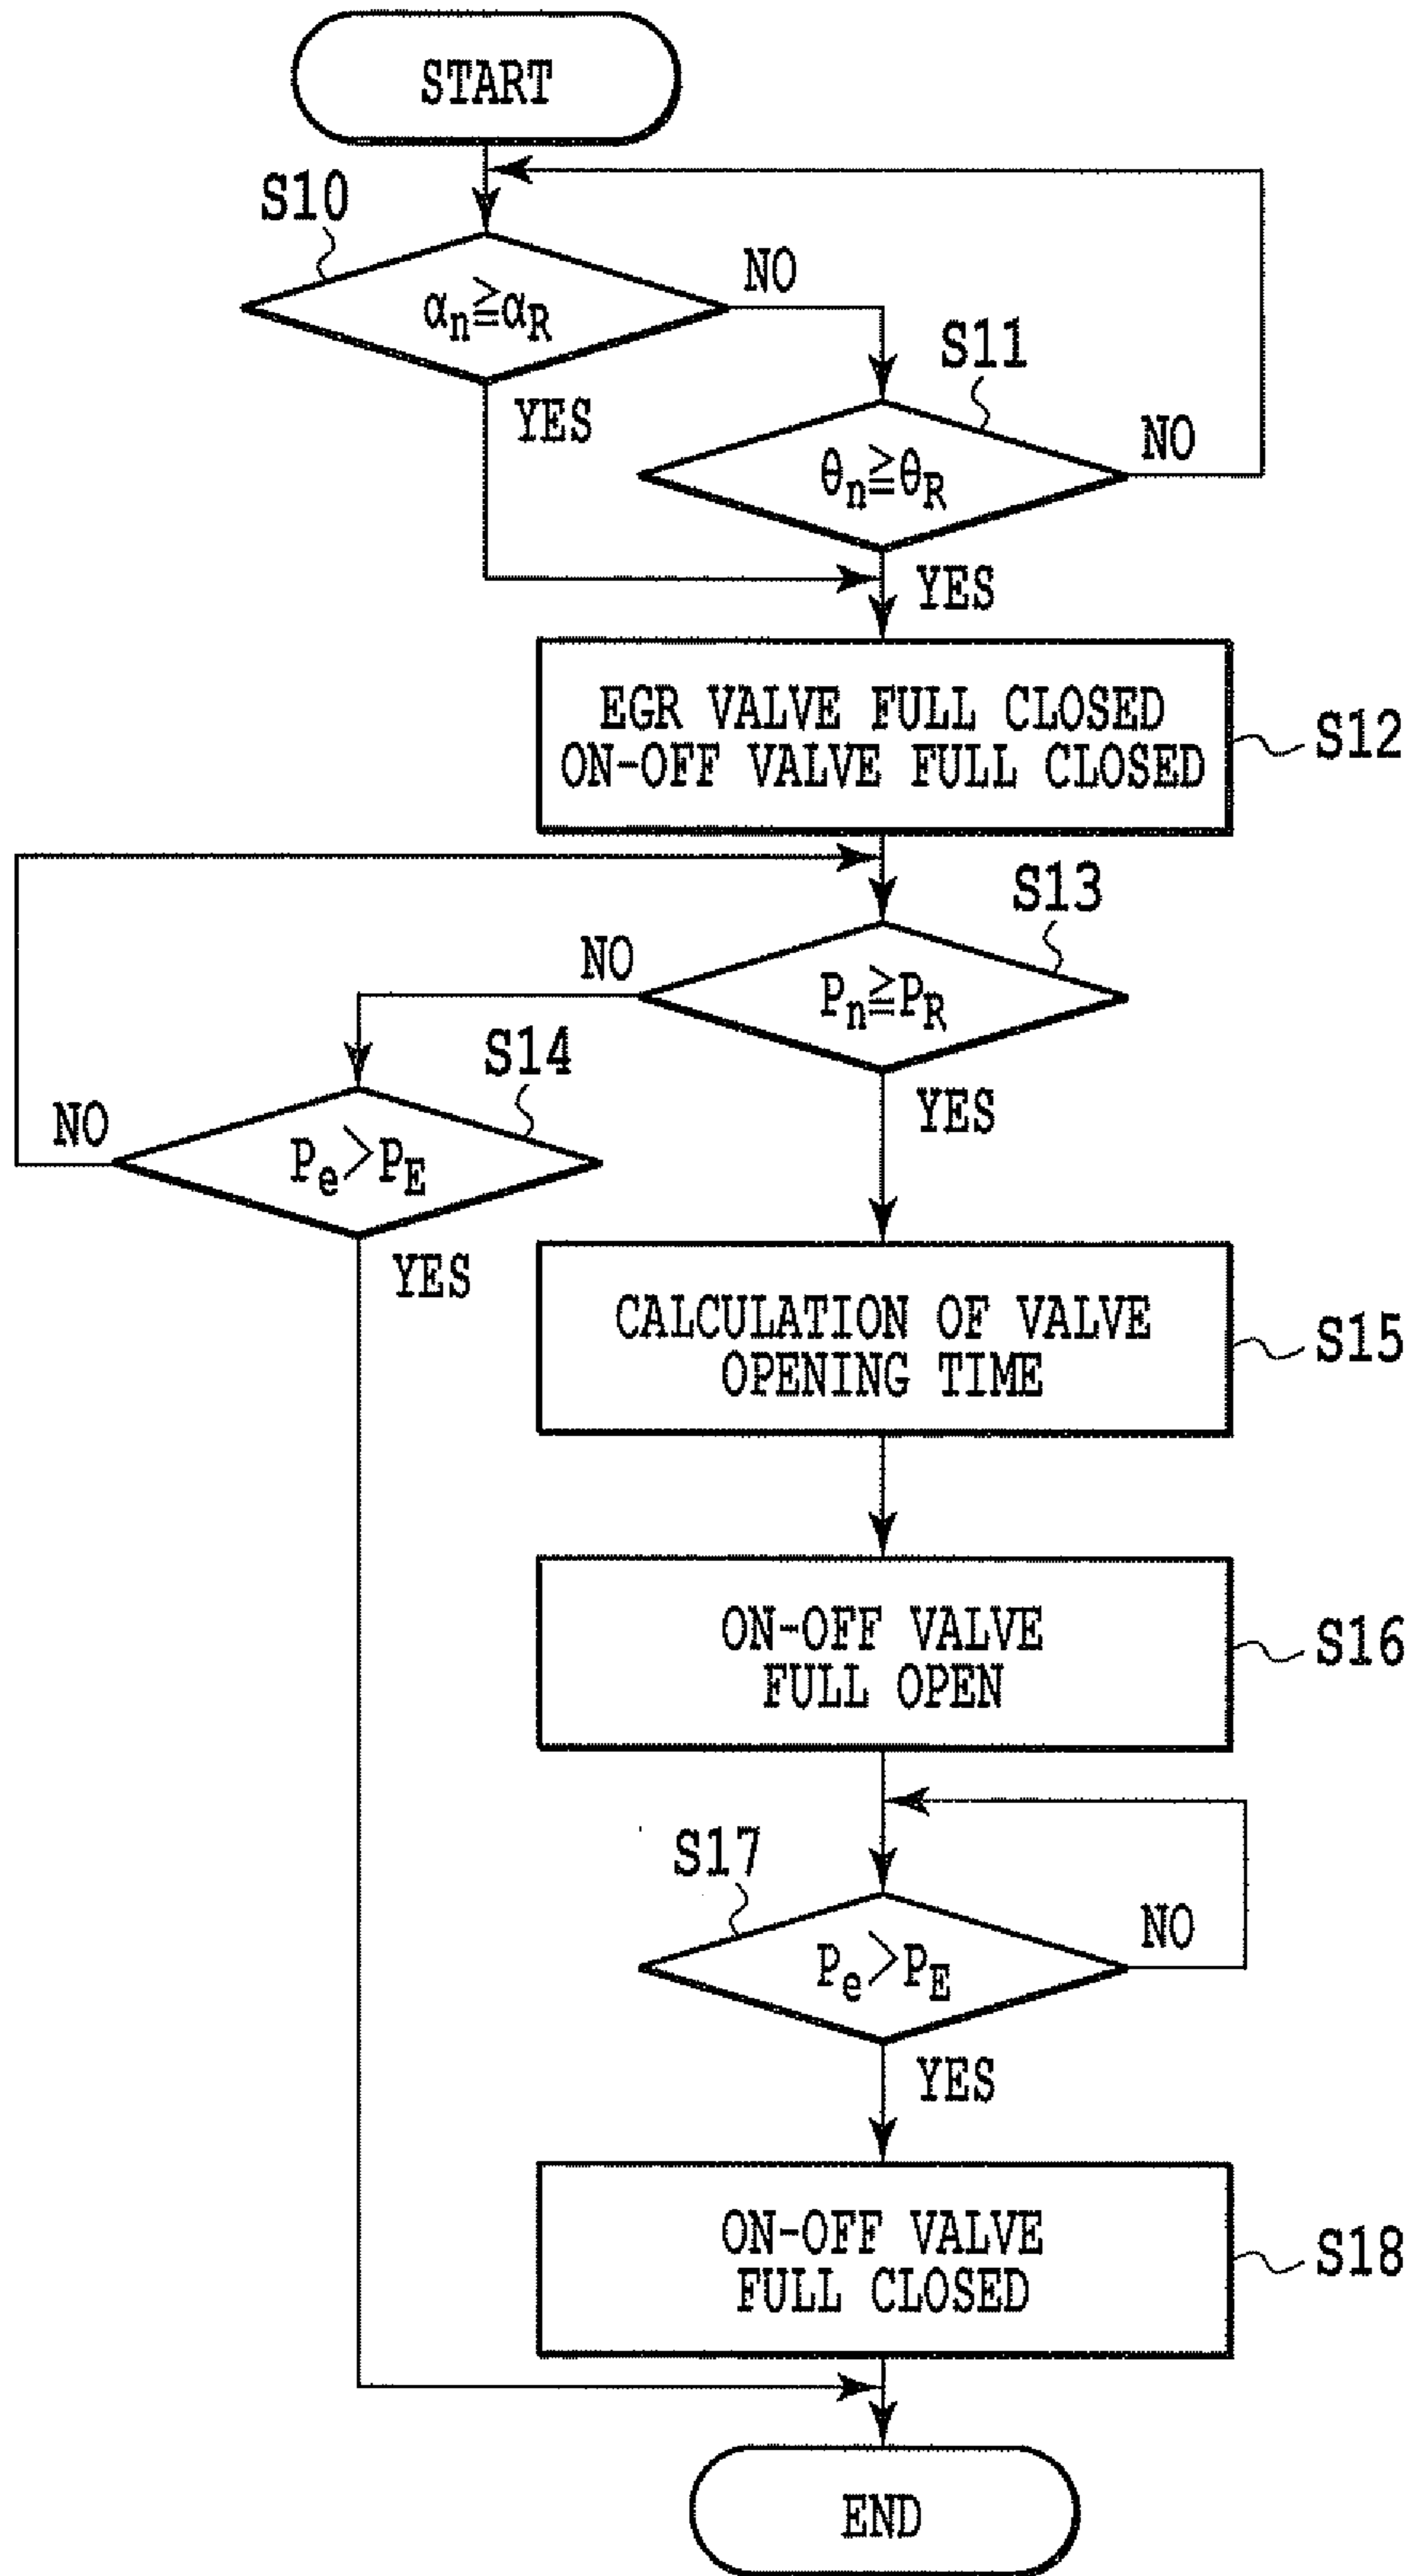 START
S10
αn≧αR
NO
YES
S11
θn≧θR
NO
YES
EGR VALVE FULL CLOSED
ON-OFF VALVE FULL CLOSED
S12
S13
Pn≧PR
NO
YES
S14
Pe>PE
NO
YES
CALCULATION OF VALVE
OPENING TIME
S15
ON-OFF VALVE
FULL OPEN
S16
S17
Pe>PE
NO
YES
ON-OFF VALVE
FULL CLOSED
S18
END